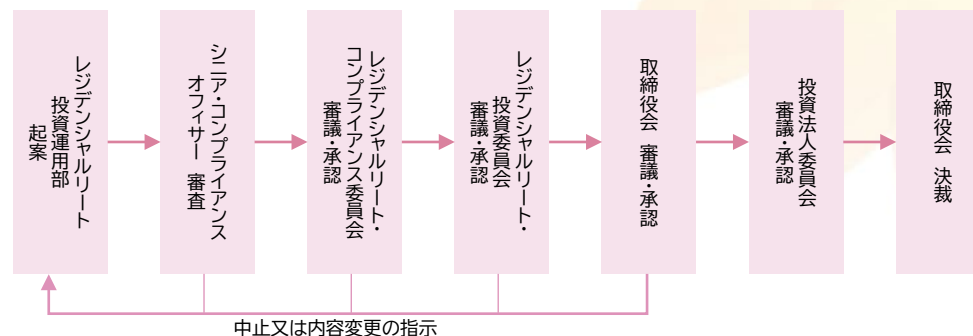 レジデンシャルリート
投資運用部
起案
シニア・コンプライアンス
オフィサー 審査
レジデンシャルリート・
コンプライアンス委員会
審議・承認
レジデンシャルリート・
投資委員会
審議・承認
取締役会 審議・承認
投資法人委員会
審議・承認
取締役会 決裁
中止又は内容変更の指示